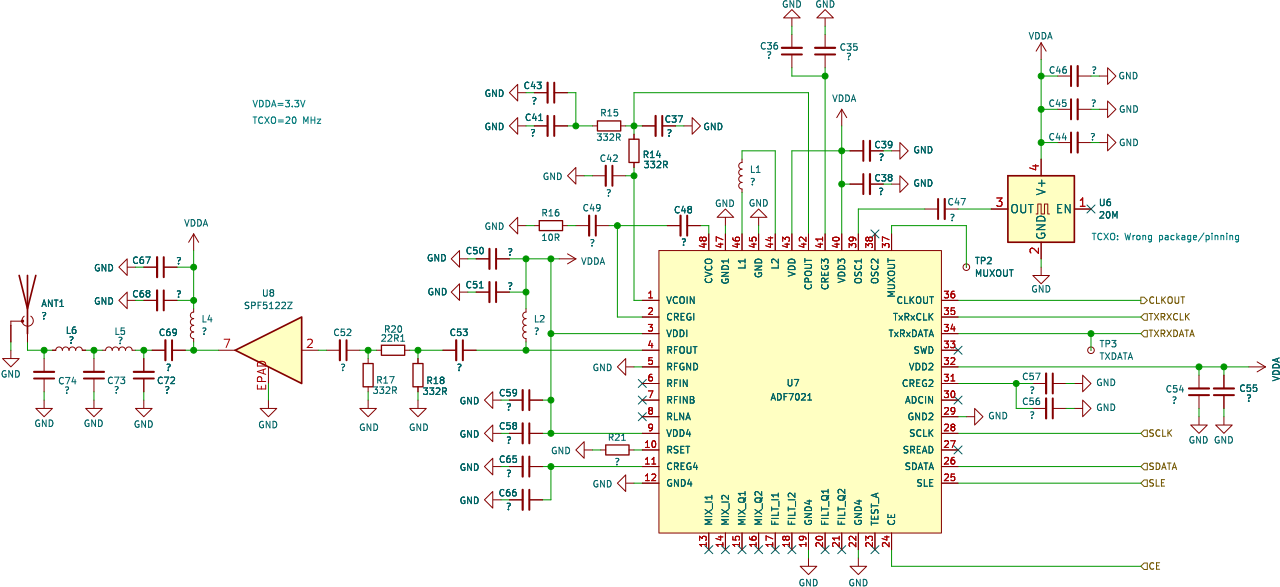 GND GND
C36 ? C35 ?
VDDA
C46 ? GND
C45 ? GND
C44 ? GND
VDDA=3.3V
TCXO=20 MHz
GND C43 ?
GND C41 ? R15 332R C37 ? GND
R14 332R
GND C42 ?
VDDA
C39 ? GND
C38 ? GND
L1 ?
GND GND
GND R16 10R C49 ? C48 ?
C47 ?
4 V+
3 OUT EN 1
GND 2
U6
20M
TCXO: Wrong package/pinning
GND
TP2
MUXOUT
48 47 46 45 44 43 42 41 40 39 38 37
CVCO GND1 L1 GND L2 VDD CPOUT CREG3 VDD3 OSC1 OSC2 MUXOUT
GND C50 ? VDDA
GND C51 ?
L2 ?
VDDA
GND C67 ?
GND C68 ?
L4 ?
ANT1
?
GND
L6 ? L5 ? C69 ?
C74 ? C73 ? C72 ?
GND GND GND
U8
SPF5122Z
7 2
EPAD
GND
C52 ? R20 22R1 C53 ?
R17 332R R18 332R
GND GND
1 VCOIN
2 CREGI
3 VDDI
4 RFOUT
GND 5 RFGND
6 RFIN
7 RFINB
8 RLNA
9 VDD4
10 RSET
11 CREG4
GND 12 GND4
GND C59 ?
GND C58 ?
GND R21 ?
GND C65 ?
GND C66 ?
U7
ADF7021
CLKOUT 36 CLKOUT
TxRxCLK 35 TXRXCLK
TxRxDATA 34 TXRXDATA
SWD 33
VDD2 32 VDDA
CREG2 31
ADCIN 30
GND2 29 GND
SCLK 28 SCLK
SREAD 27
SDATA 26 SDATA
SLE 25 SLE
TP3
TXDATA
C57 ? GND
C56 ? GND
C54 ? C55 ?
GND GND
MIX_I1 MIX_I2 MIX_Q1 MIX_Q2 FILT_I1 FILT_I2 GND4 FILT_Q1 FILT_Q2 GND4 TEST_A CE
13 14 15 16 17 18 19 20 21 22 23 24
CE
GND GND